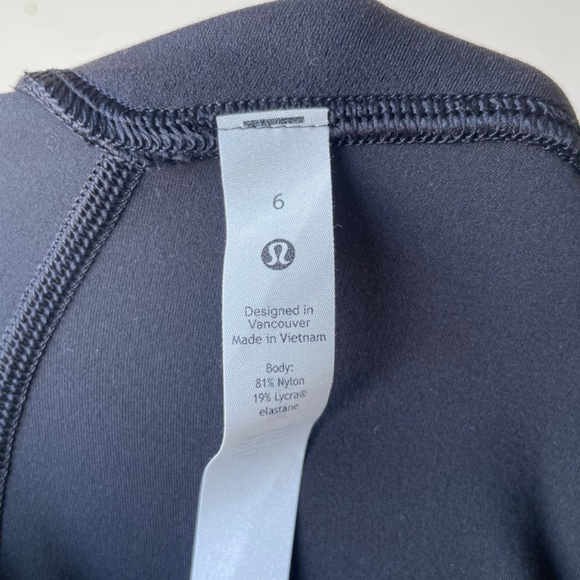 6
Designed in
Vancouver
Made in Vietnam
Body:
81% Nylon
19% Lycra®
elastane